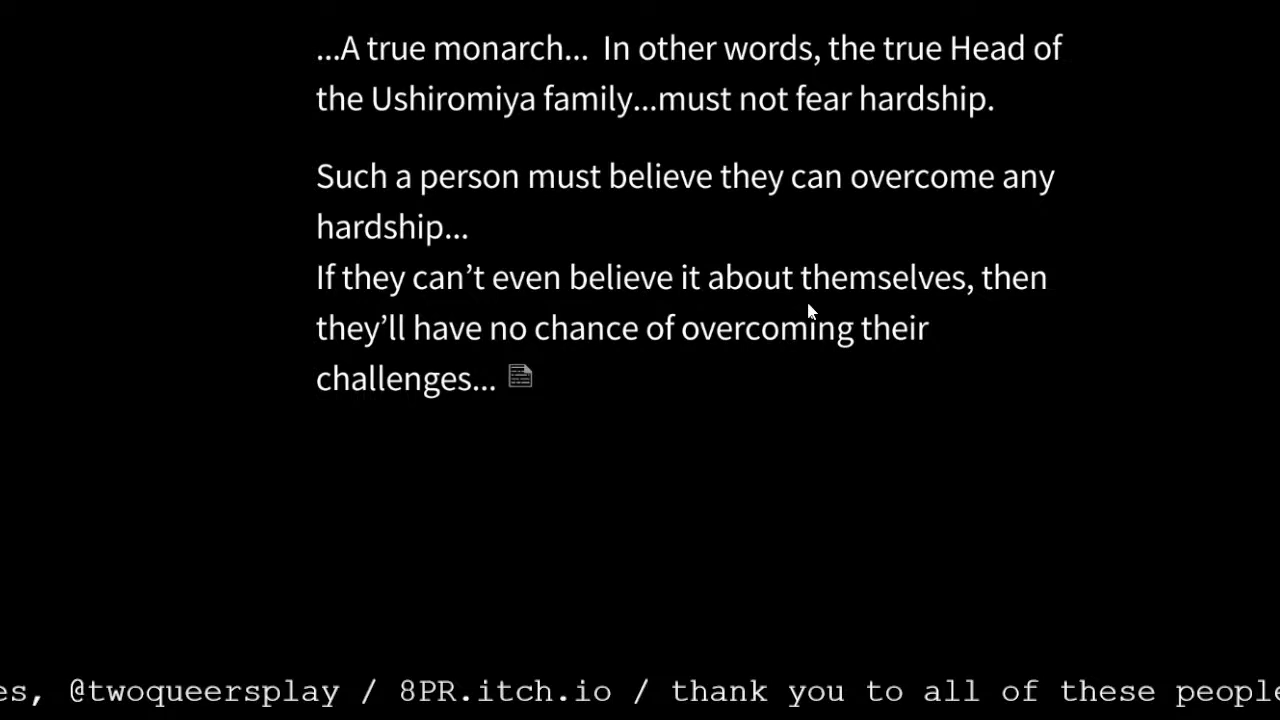 ...A true monarch...  In other words, the true Head of
the Ushiromiya family...must not fear hardship.
Such a person must believe they can overcome any
hardship...
If they can’t even believe it about themselves, then
they’ll have no chance of overcoming their
challenges...
es, @twoqueersplay / 8PR.itch.io / thank you to all of these people